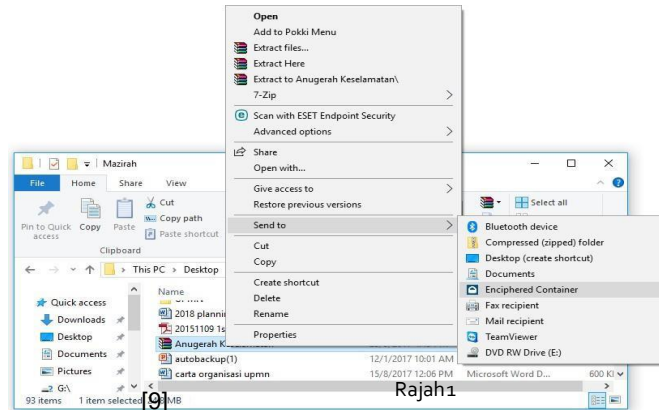 Open
Add to Pokki Menu
Extract files...
Extract Here
Extract to Anugerah Keselamatan\
7-Zip
Scan with ESET Endpoint Security
Advanced options
Share
Open with...
Give access to
Restore previous versions
Send to
Cut
Copy
Create shortcut
Delete
Rename
Properties
Mazirah
File Home Share View
Pin to Quick access
Copy
Paste
Cut
Copy path
Paste shortcut
Clipboard
Select all
This PC > Desktop
Quick access
Downloads
Desktop
Documents
Pictures
G:\
Name
2018 planni
20151109 1s
Anugerah K
autobackup(1) 12/1/2017 10:01 AM
carta organisasi upmn 15/8/2017 12:06 PM Microsoft Word D... 600 K
93 items 1 item selected MB
Bluetooth device
Compressed (zipped) folder
Desktop (create shortcut)
Documents
Enciphered Container
Fax recipient
Mail recipient
TeamViewer
DVD RW Drive (E:)
[9]
Rajah1